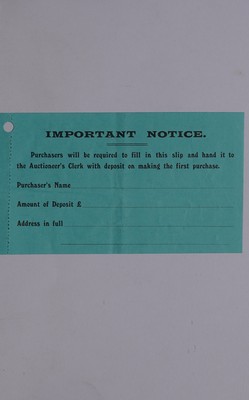 IMPORTANT NOTICE.
Purchasers will be required to fill in this slip and hand it to
the Auctioneer's Clerk with deposit on making the first purchase.
Purchaser's Name
Amount of Deposit £
Address in full